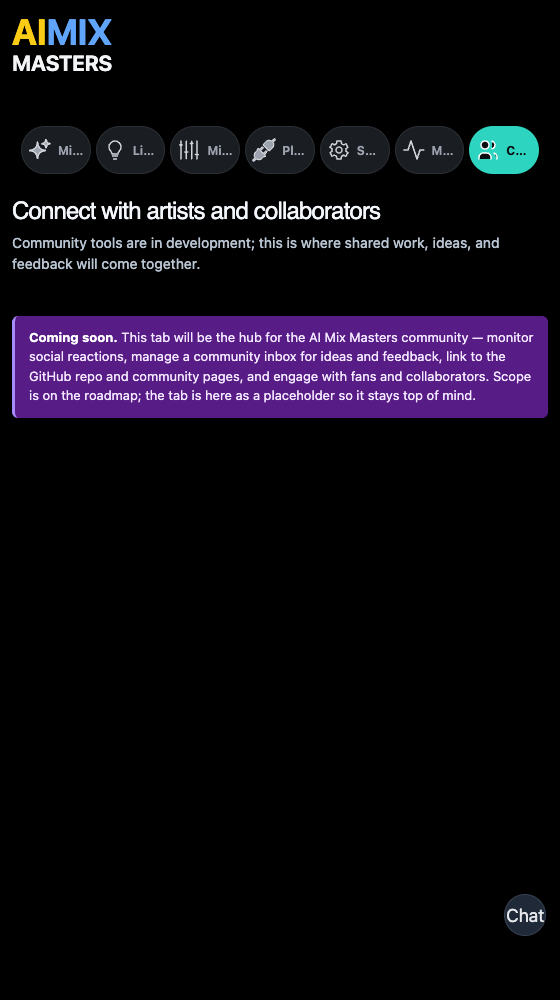 AIMIX
MASTERS
Mi... Li... Mi... Pl... S... M... C...
Connect with artists and collaborators
Community tools are in development; this is where shared work, ideas, and
feedback will come together.
Coming soon. This tab will be the hub for the AI Mix Masters community — monitor
social reactions, manage a community inbox for ideas and feedback, link to the
GitHub repo and community pages, and engage with fans and collaborators. Scope
is on the roadmap; the tab is here as a placeholder so it stays top of mind.
Chat